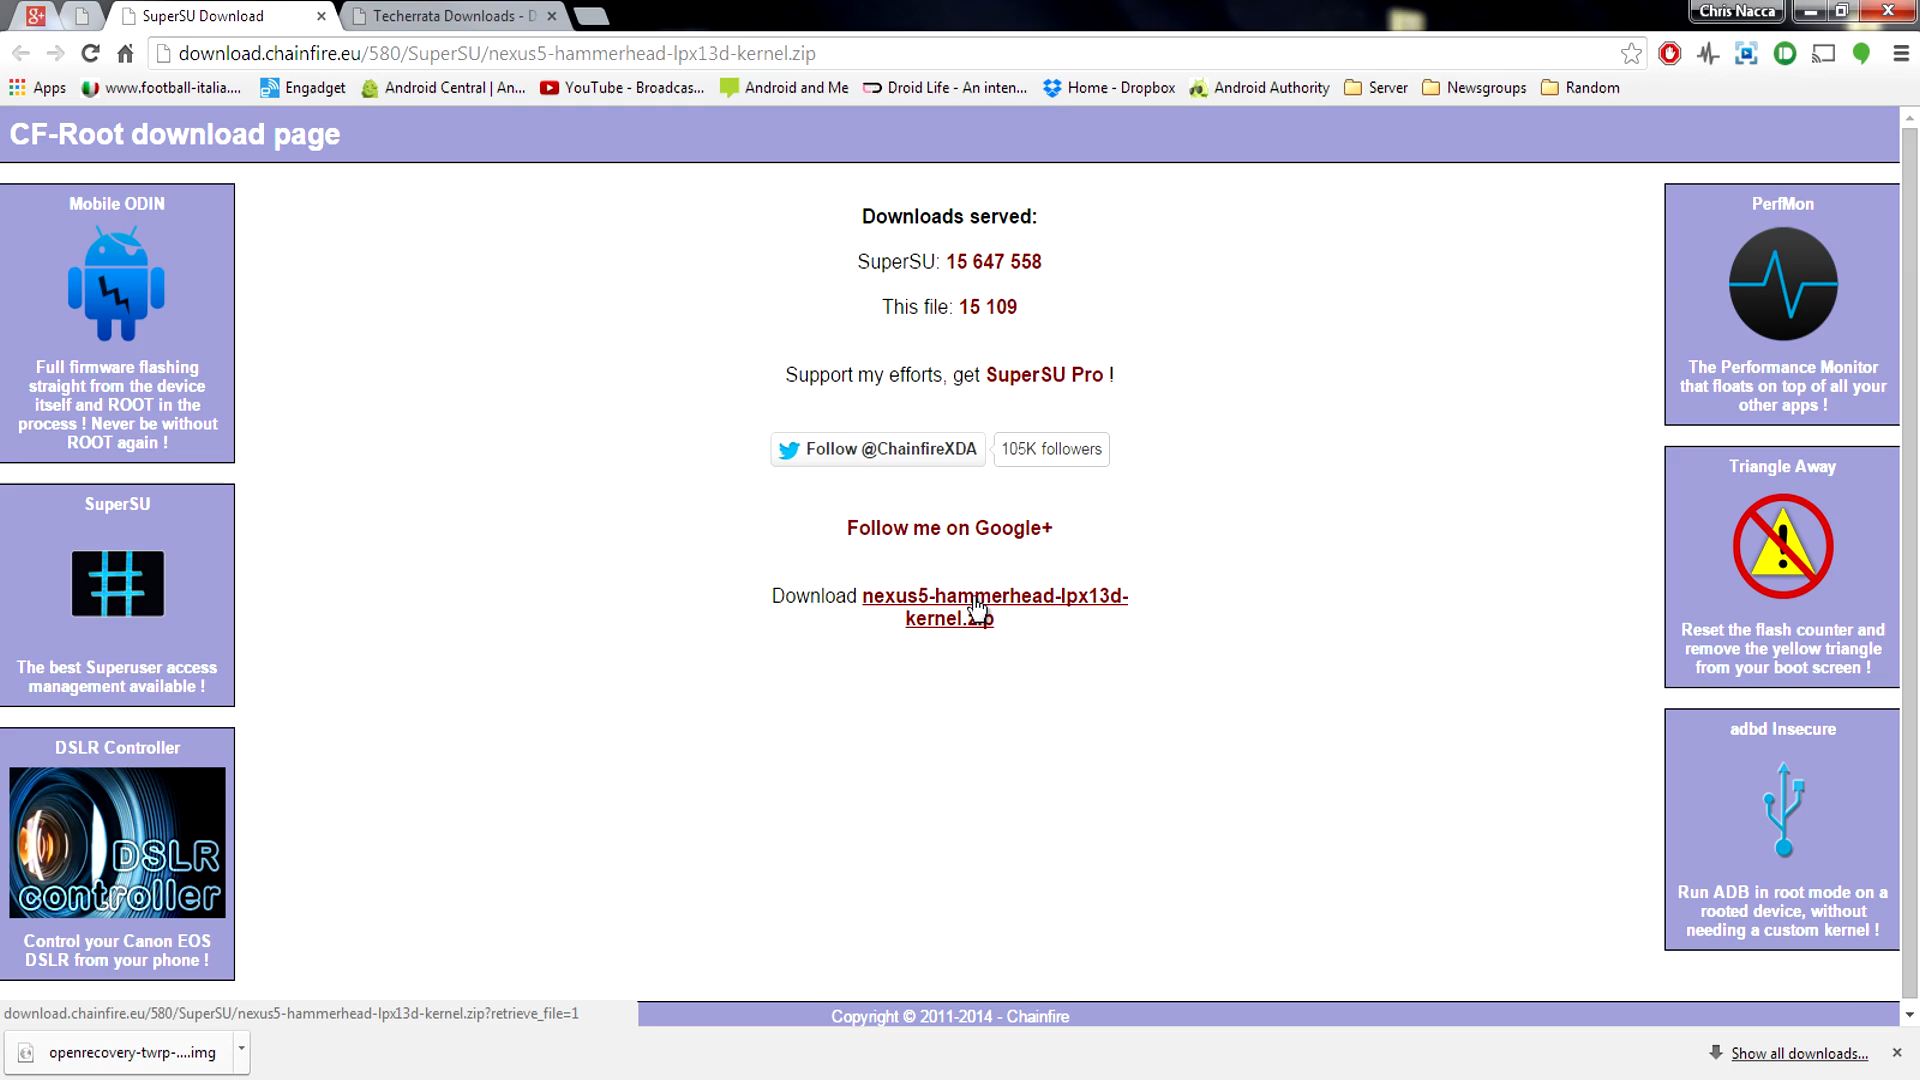 SuperSU Download
Techerrata Downloads - D
Chris Nacca
download.chainfire.eu/580/SuperSU/nexus5-hammerhead-lpx13d-kernel.zip
Apps
www.football-italia....
Engadget
Android Central | An...
YouTube - Broadcas...
Android and Me
Droid Life - An inten...
Home - Dropbox
Android Authority
Server
Newsgroups
Random
CF-Root download page
Mobile ODIN
Full firmware flashing
straight from the device
itself and ROOT in the
process ! Never be without
ROOT again !
SuperSU
The best Superuser access
management available !
DSLR Controller
DSLR
controller
Control your Canon EOS
DSLR from your phone !
Downloads served:
SuperSU: 15 647 558
This file: 15 109
Support my efforts, get SuperSU Pro !
Follow @ChainfireXDA
105K followers
Follow me on Google+
Download nexus5-hammerhead-lpx13d-
kernel.zip
PerfMon
The Performance Monitor
that floats on top of all your
other apps !
Triangle Away
Reset the flash counter and
remove the yellow triangle
from your boot screen !
adbd Insecure
Run ADB in root mode on a
rooted device, without
needing a custom kernel !
download.chainfire.eu/580/SuperSU/nexus5-hammerhead-lpx13d-kernel.zip?retrieve_file=1
Copyright © 2011-2014 - Chainfire
openrecovery-twrp-....img
Show all downloads...